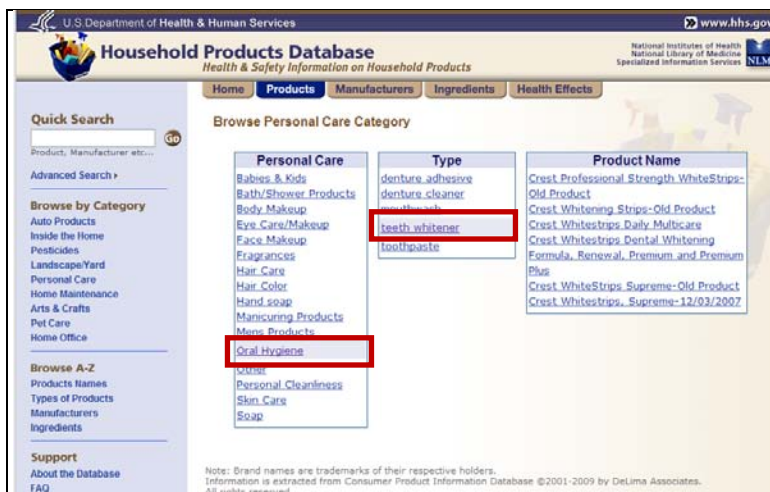 U.S.Department of Health & Human Services
www.hhs.gov
Household Products Database
Health & Safety Information on Household Products
National Institutes of Health
National Library of Medicine
Specialized Information Services
NLM
Home
Products
Manufacturers
Ingredients
Health Effects
Quick Search
Go
Product, Manufacturer etc...
Advanced Search
Browse by Category
Auto Products
Inside the Home
Pesticides
Landscape/Yard
Personal Care
Home Maintenance
Arts & Crafts
Pet Care
Home Office
Browse A-Z
Products Names
Types of Products
Manufacturers
Ingredients
Support
About the Database
FAQ
Browse Personal Care Category
Personal Care
Babies & Kids
Bath/Shower Products
Body Makeup
Eye Care/Makeup
Face Makeup
Fragrances
Hair Care
Hair Color
Hand soap
Manicuring Products
Mens Products
Oral Hygiene
Other
Personal Cleanliness
Skin Care
Soap
Type
denture adhesive
denture cleaner
mouthwash
teeth whitener
toothpaste
Product Name
Crest Professional Strength WhiteStrips-
Old Product
Crest Whitening Strips-Old Product
Crest Whitestrips Daily Multicare
Crest Whitestrips Dental Whitening
Formula, Renewal, Premium and Premium
Plus
Crest WhiteStrips Supreme-Old Product
Crest Whitestrips, Supreme-12/03/2007
Note: Brand names are trademarks of their respective holders.
Information is extracted from Consumer Product Information Database ©2001-2009 by DeLima Associates.
All rights reserved.